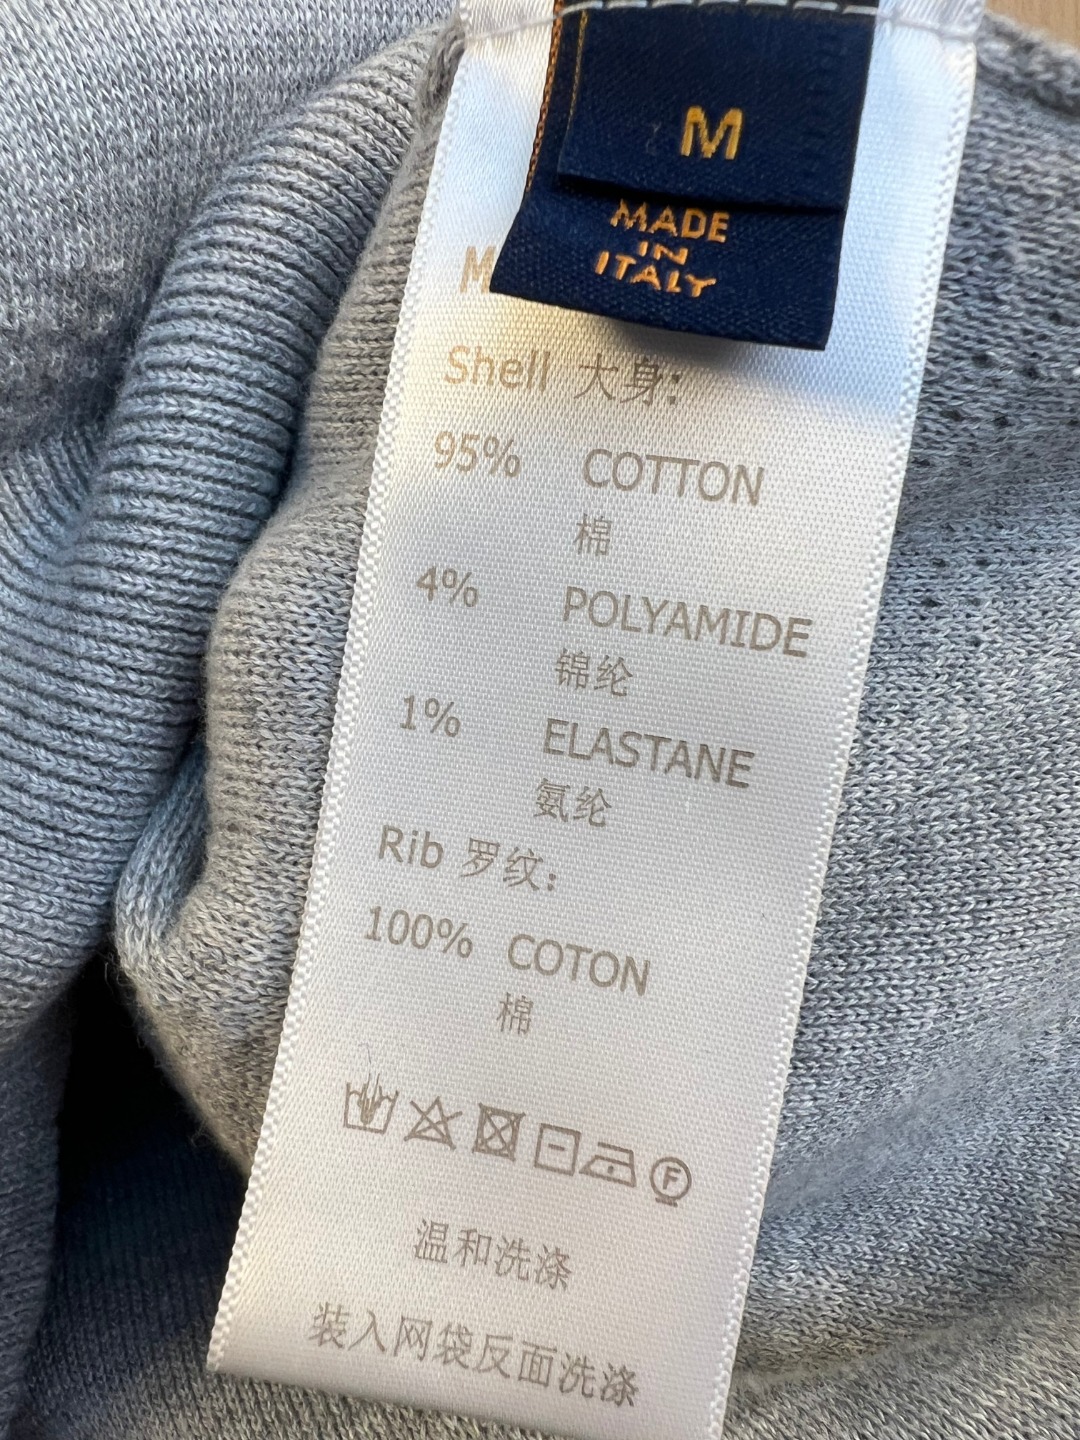 M
MADE
IN
ITALY
M
Shell 大身:
95% COTTON
棉
4% POLYAMIDE
锦纶
1% ELASTANE
氨纶
Rib 罗纹:
100% COTON
棉
F
温和洗涤
装入网袋反面洗涤